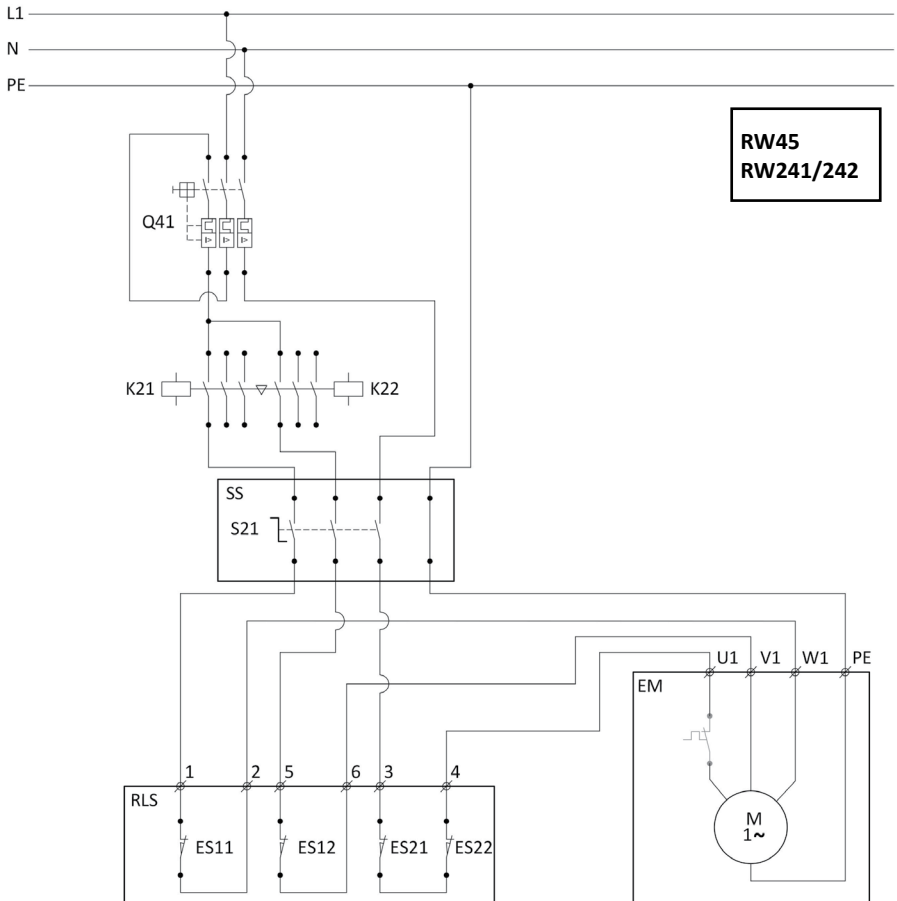 L1
N
PE
RW45
RW241/242
Q41
K21
K22
SS
S21
U1 V1 W1 PE
EM
1 2 5 6 3 4
RLS
ES11 ES12 ES21 ES22
M
1~